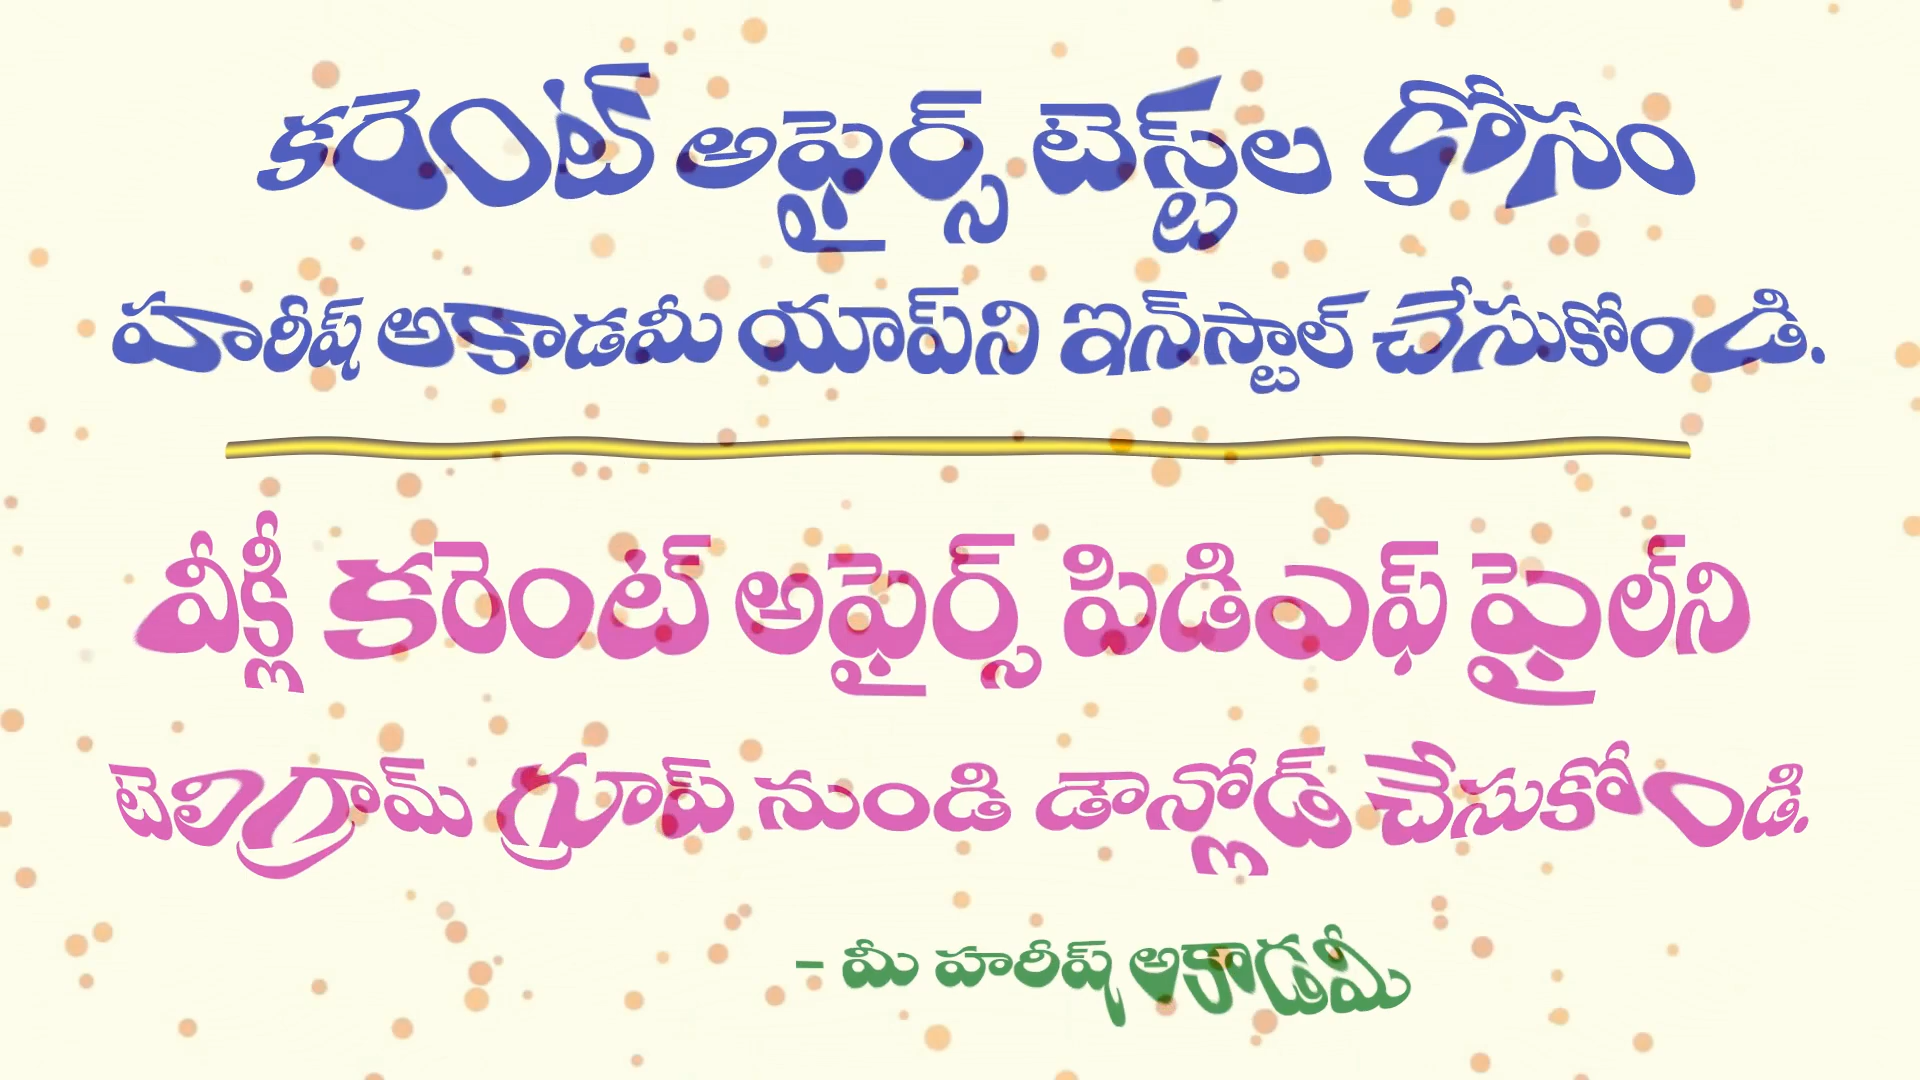 కరెంట్ అఫైర్స్ టెస్ట్‌ల కోసం
హరీష్ అకాడమీ యాప్‌ని ఇన్‌స్టాల్ చేసుకోండి.
వీక్లీ కరెంట్ అఫైర్స్ పిడిఎఫ్ ఫైల్‌ని
టెలిగ్రామ్ గ్రూప్ నుండి డౌన్లోడ్ చేసుకోండి.
- మీ హరీష్ అకాడమీ